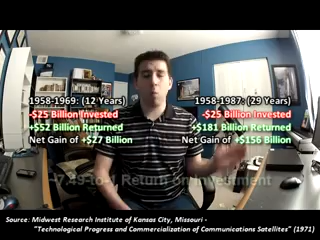 1958-1969: (12 Years)
-$25 Billion Invested
+$52 Billion Returned
Net Gain of +$27 Billion
1958-1987: (29 Years)
-$25 Billion Invested
+$181 Billion Returned
Net Gain of +$156 Billion
Return on Investment
Source: Midwest Research Institute of Kansas City, Missouri -
"Technological Progress and Commercialization of Communications Satellites" (1971)